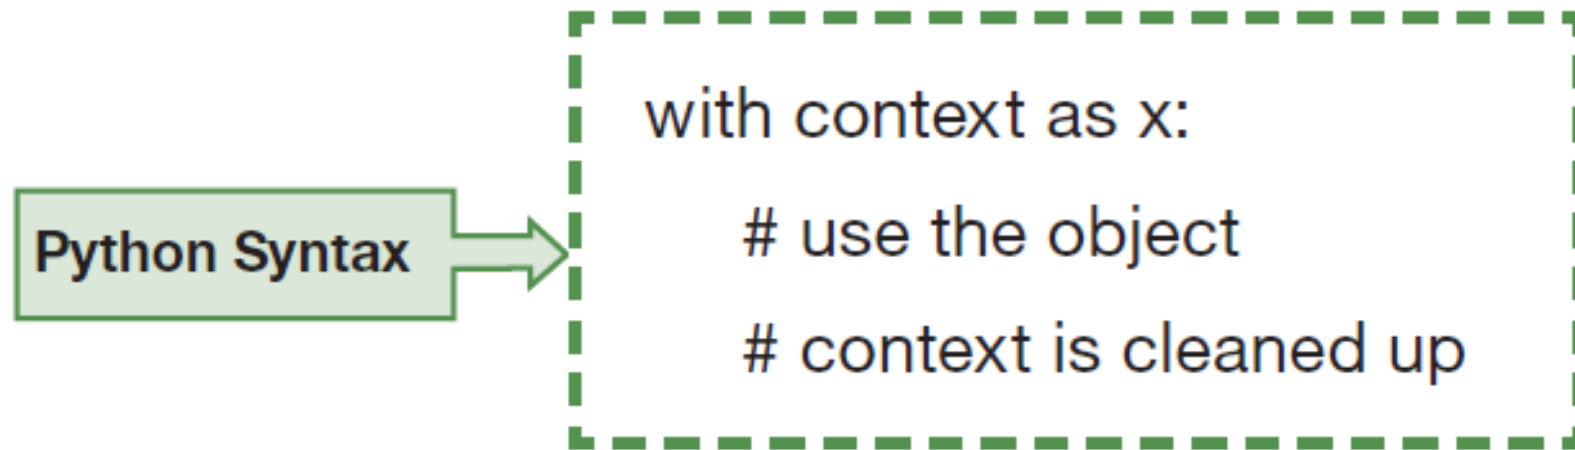 Python Syntax
with context as x:
# use the object
# context is cleaned up